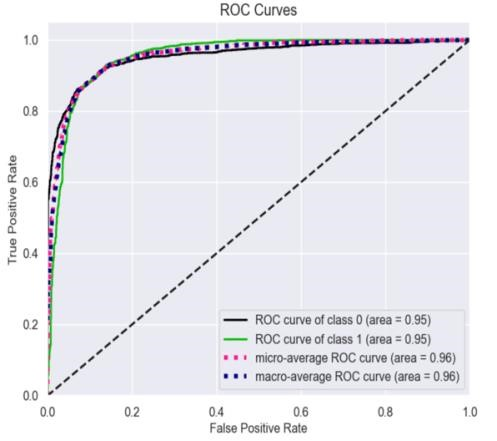 ROC Curves
1.0
0.8
0.6
0.4
0.2
0.0
True Positive Rate
ROC curve of class 0 (area = 0.95)
ROC curve of class 1 (area = 0.95)
micro-average ROC curve (area = 0.96)
macro-average ROC curve (area = 0.96)
0.0 0.2 0.4 0.6 0.8 1.0
False Positive Rate